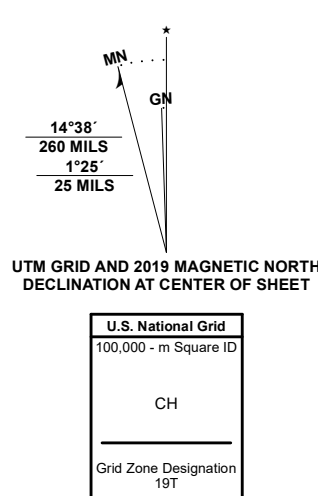 ★
MN
GN
14°38´
260 MILS
1°25´
25 MILS
UTM GRID AND 2019 MAGNETIC NORTH
DECLINATION AT CENTER OF SHEET
U.S. National Grid
100,000 - m Square ID
CH
Grid Zone Designation
19T